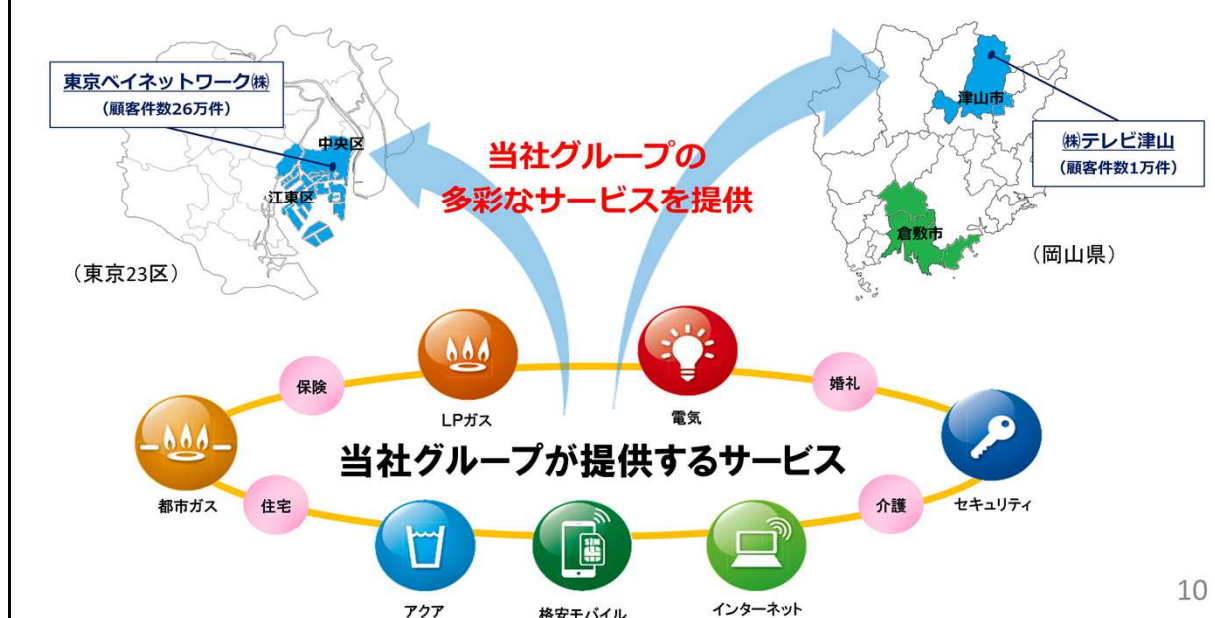 東京ベイネットワーク㈱
(顧客件数26万件)
中央区
江東区
(東京23区)
当社グループの
多彩なサービスを提供
津山市
㈱テレビ津山
(顧客件数1万件)
倉敷市
(岡山県)
保険
LPガス
電気
婚礼
当社グループが提供するサービス
都市ガス
住宅
介護
セキュリティ
アクア
SIM
格安モバイル
インターネット
10